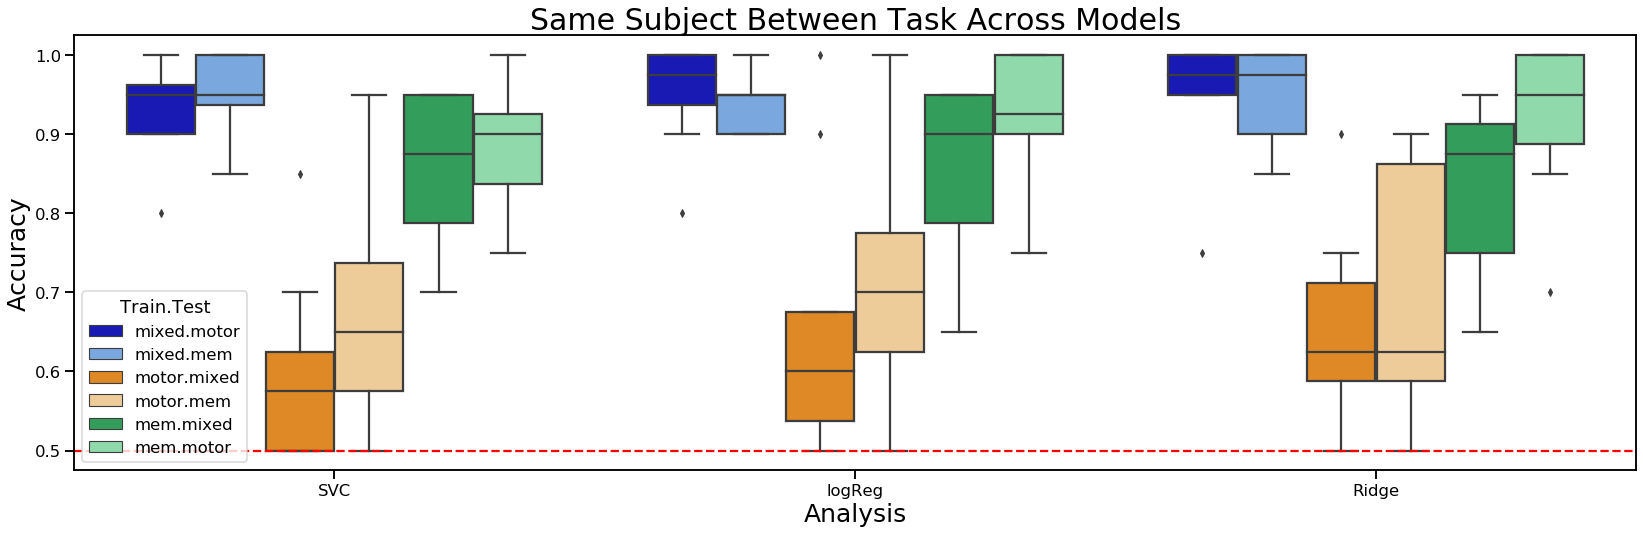 Same Subject Between Task Across Models
Accuracy
1.0
0.9
0.8
0.7
0.6
0.5
Train.Test
mixed.motor
mixed.mem
motor.mixed
motor.mem
mem.mixed
mem.motor
SVC logReg Ridge
Analysis